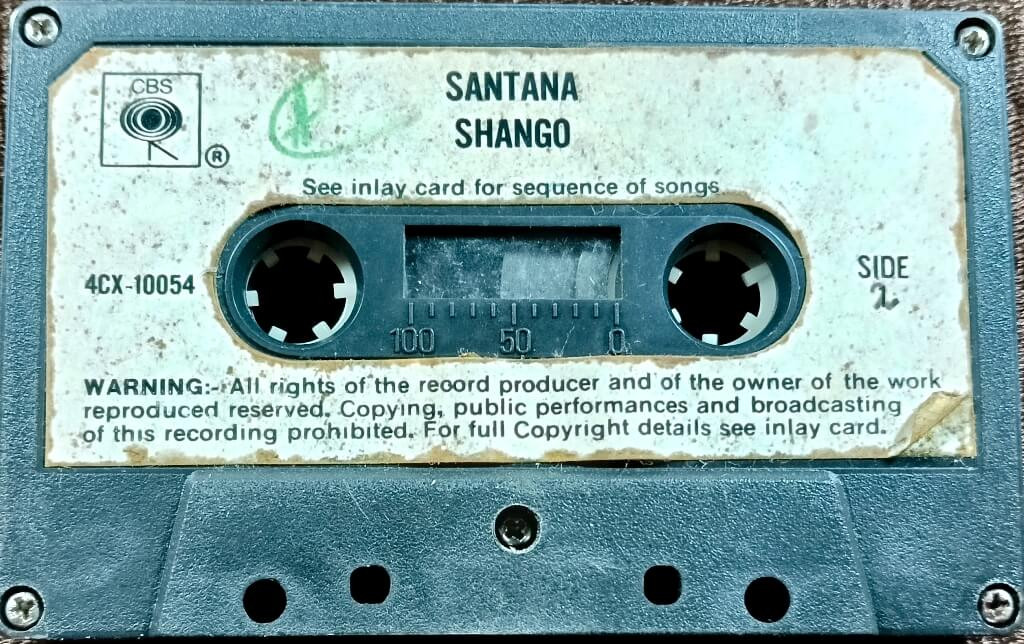 CBS
®
SANTANA
SHANGO
See inlay card for sequence of songs
4CX-10054
SIDE
2
100 50 0
WARNING:- All rights of the record producer and of the owner of the work
reproduced reserved. Copying, public performances and broadcasting
of this recording prohibited. For full Copyright details see inlay card.